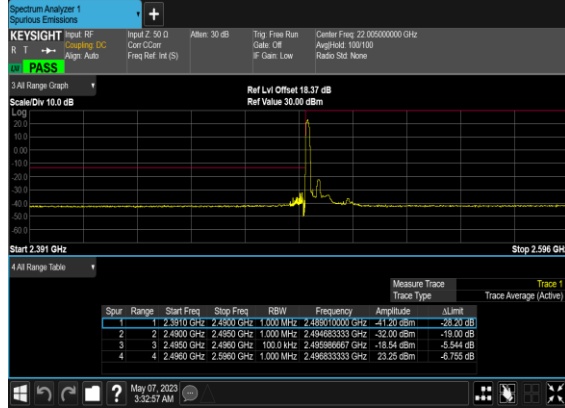 Spectrum Analyzer 1
Spurious Emissions
KEYSIGHT Input: RF Input Z: 50 Ω Atten: 30 dB Trig: Free Run Center Freq: 22.005000000 GHz
R T Coupling: DC Corr CCorr Gate: Off Avg|Hold: 100/100
Align: Auto Freq Ref: Int (S) IF Gain: Low Radio Std: None
PASS
3 All Range Graph
Ref Lvl Offset 18.37 dB
Scale/Div 10.0 dB Ref Value 30.00 dBm
Log
20.0
10.0
0.00
-10.0
-20.0
-30.0
-40.0
-50.0
-60.0
Start 2.391 GHz Stop 2.596 GH
4 All Range Table
Measure Trace Trace 1
Trace Type Trace Average (Active)
Spur Range Start Freq Stop Freq RBW Frequency Amplitude ΔLimit
1 1 2.3910 GHz 2.4900 GHz 1.000 MHz 2.489010000 GHz -41.20 dBm -28.20 dB
2 2 2.4900 GHz 2.4950 GHz 1.000 MHz 2.494683333 GHz -32.00 dBm -19.00 dB
3 3 2.4950 GHz 2.4960 GHz 100.0 kHz 2.495986667 GHz -18.54 dBm -5.544 dB
4 4 2.4960 GHz 2.5960 GHz 1.000 MHz 2.496833333 GHz 23.25 dBm -6.755 dB
May 07, 2023
3:32:57 AM